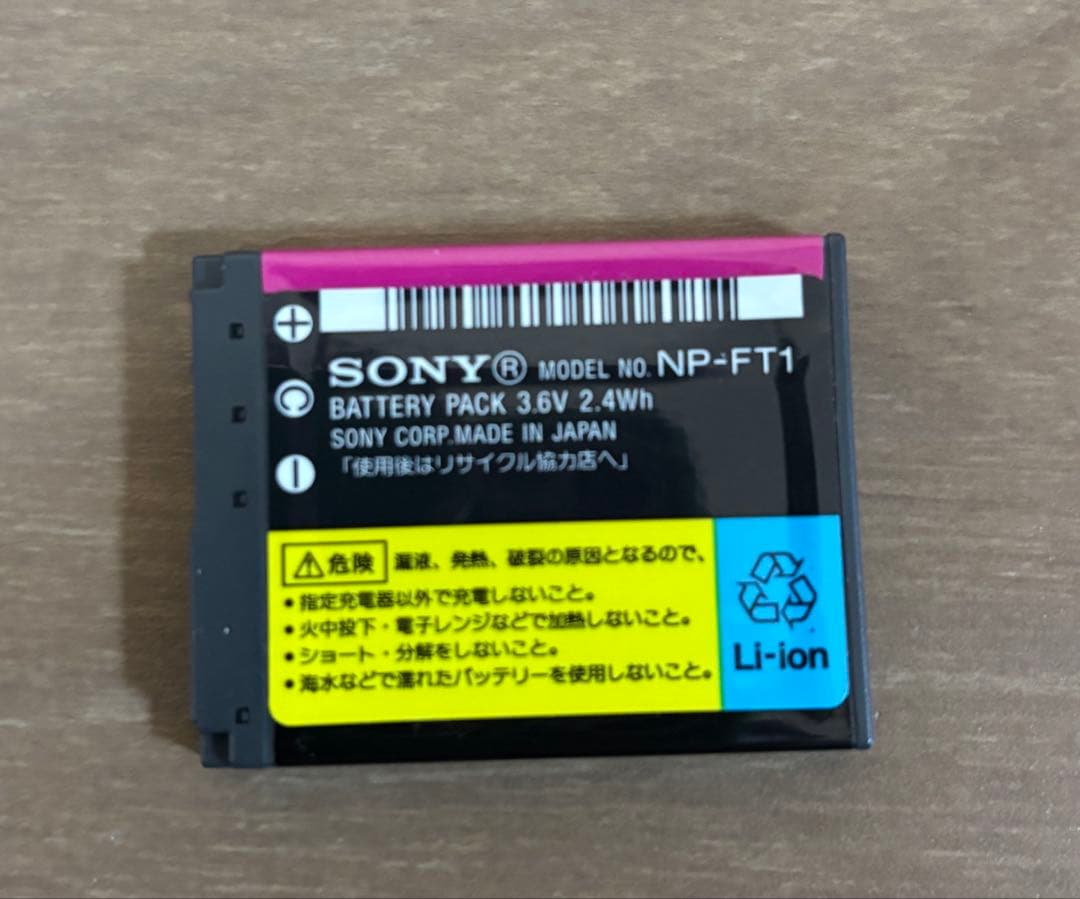 SONY® MODEL NO. NP-FT1
BATTERY PACK 3.6V 2.4Wh
SONY CORP. MADE IN JAPAN
「使用後はリサイクル協力店へ」
⚠危険 漏液、発熱、破裂の原因となるので、
•指定充電器以外で充電しないこと。
•火中投下・電子レンジなどで加熱しないこと。
•ショート・分解をしないこと。
•海水などで濡れたバッテリーを使用しないこと。
Li-ion